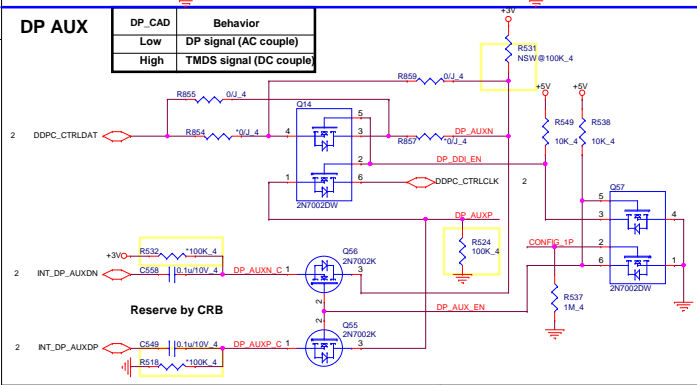 DP AUX
DP_CAD Behavior
Low DP signal (AC couple)
High TMDS signal (DC couple)
+3V
R531
NSW@100K_4
R859 0/J_4
R855 0/J_4
+5V +5V
Q14
R549 R538
10K_4 10K_4
2 DDPC_CTRLDAT
R854 *0/J_4 4 3
5
R857 *0/J_4
DP_AUXN
2
DP_DDI_EN
1 6
DDPC_CTRLCLK 2
2N7002DW
Q57
5
3 4
DP_AUXP
R524
100K_4
CONFIG_1P 2
6 1
2N7002DW
+3V
R532 *100K_4
Q56
2N7002K
2 INT_DP_AUXDN
C558 0.1u/10V_4 DP_AUXN_C 1 3
2
Reserve by CRB
DP_AUX_EN
R537
1M_4
2
Q55
2N7002K
2 INT_DP_AUXDP
C549 0.1u/10V_4 DP_AUXP_C 1 3
R518 *100K_4